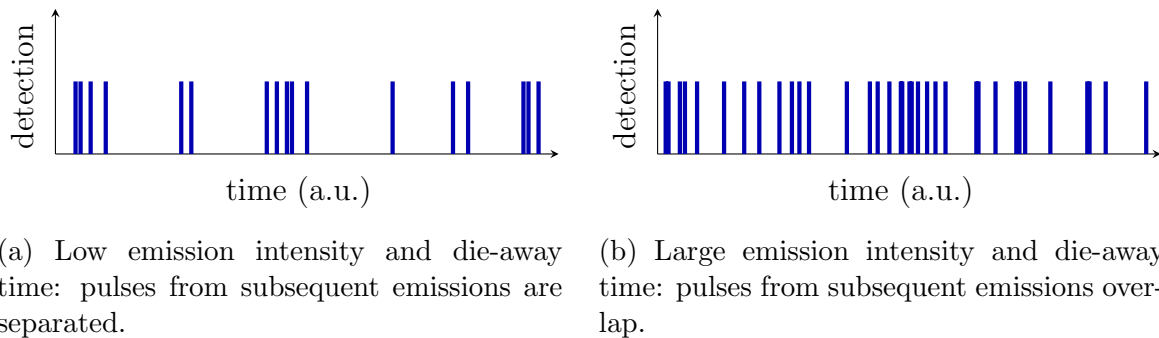 detection
time (a.u.)
detection
time (a.u.)
(a) Low emission intensity and die-away
time: pulses from subsequent emissions are
separated.
(b) Large emission intensity and die-away
time: pulses from subsequent emissions over-
lap.